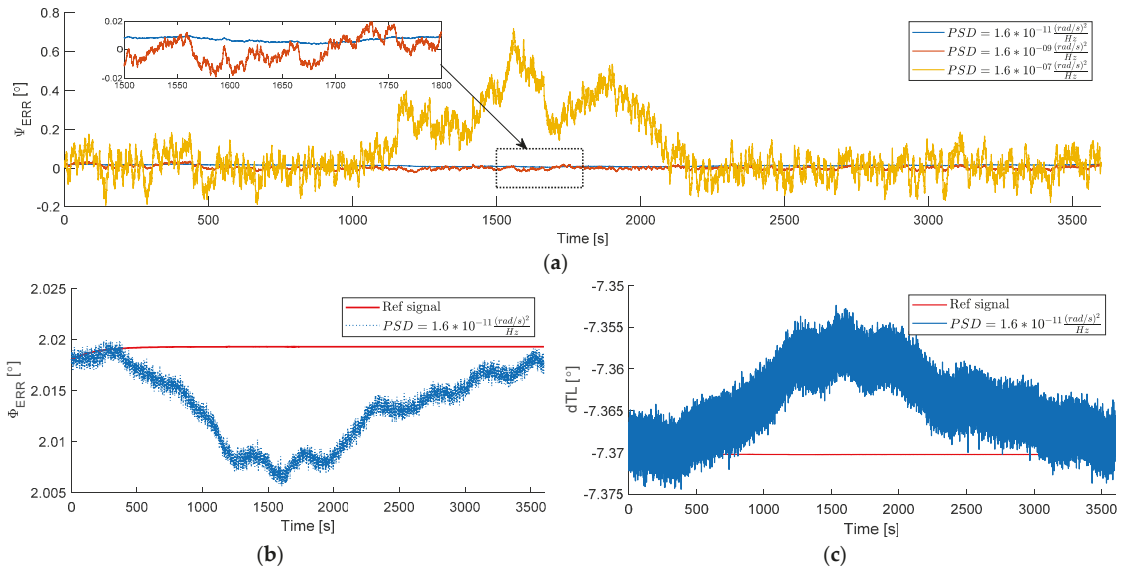 0.8
0.6
0.4
0.2
0
-0.2
Ψ_ERR [°]
0.02
0
-0.02
1500 1550 1600 1650 1700 1750 1800
PSD = 1.6 * 10^−11 (rad/s)^2/Hz
PSD = 1.6 * 10^−09 (rad/s)^2/Hz
PSD = 1.6 * 10^−07 (rad/s)^2/Hz
0 500 1000 1500 2000 2500 3000 3500
Time [s]
(a)
2.025
2.02
2.015
2.01
2.005
Φ_ERR [°]
Ref signal
PSD = 1.6 * 10^−11 (rad/s)^2/Hz
0 500 1000 1500 2000 2500 3000 3500
Time [s]
(b)
-7.35
-7.355
-7.36
-7.365
-7.37
-7.375
dTL [°]
Ref signal
PSD = 1.6 * 10^−11 (rad/s)^2/Hz
0 500 1000 1500 2000 2500 3000 3500
Time [s]
(c)